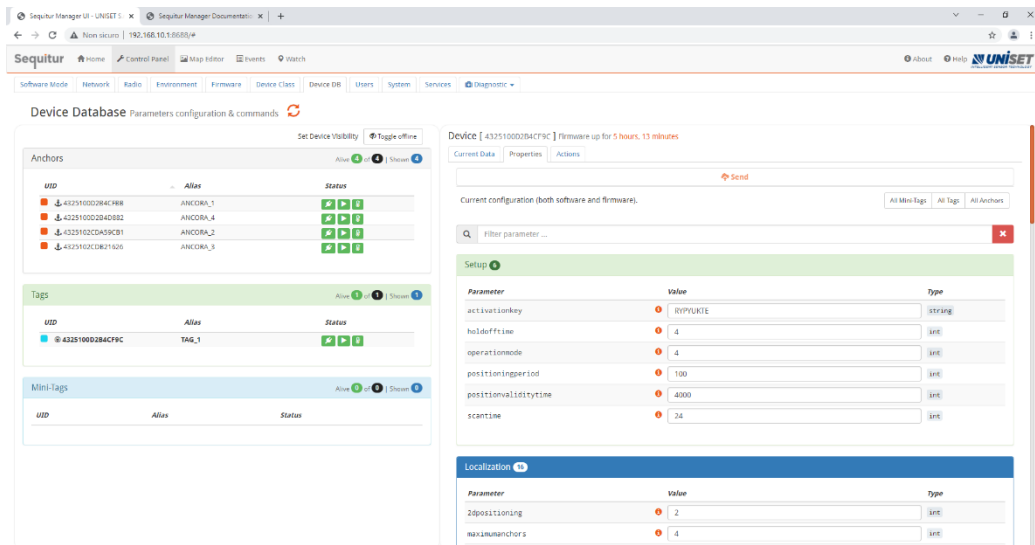 Sequitur Manager UI - UNISET S.
Sequitur Manager Documentatic
Non sicuro | 192.168.10.1:8688/#
Sequitur Home Control Panel Map Editor Events Watch About Help UNISET
Software Mode Network Radio Environment Firmware Device Class Device DB Users System Services Diagnostic
Device Database Parameters configuration & commands
Set Device Visibility Toggle offline
Anchors Alive 4 of 4 | Shown 4
UID Alias Status
4325100D2B4CFBB ANCORA_1
4325100D2B4D882 ANCORA_4
4325102CDA59CB1 ANCORA_2
4325102CDB21626 ANCORA_3
Tags Alive 1 of 1 | Shown 1
UID Alias Status
4325100D2B4CF9C TAG_1
Mini-Tags Alive 0 of 0 | Shown 0
UID Alias Status
Device [ 4325100D2B4CF9C ] Firmware up for 5 hours, 13 minutes
Current Data Properties Actions
Send
Current configuration (both software and firmware). All Mini-Tags All Tags All Anchors
Filter parameter ...
Setup 6
Parameter Value Type
activationkey RYPYUKTE string
holdofftime 4 int
operationmode 4 int
positioningperiod 100 int
positionvaliditytime 4000 int
scantime 24 int
Localization 16
Parameter Value Type
2dpositioning 2 int
maximumanchors 4 int